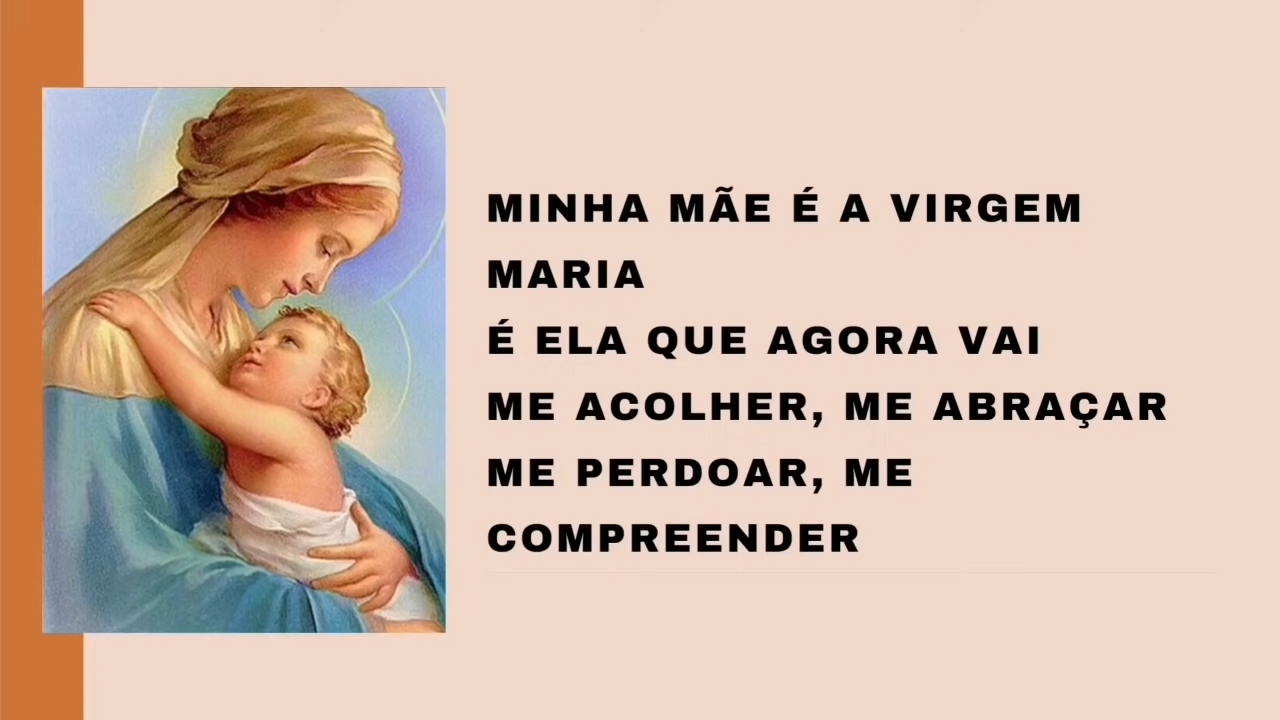 MINHA MÃE É A VIRGEM
MARIA
É ELA QUE AGORA VAI
ME ACOLHER, ME ABRAÇAR
ME PERDOAR, ME
COMPREENDER